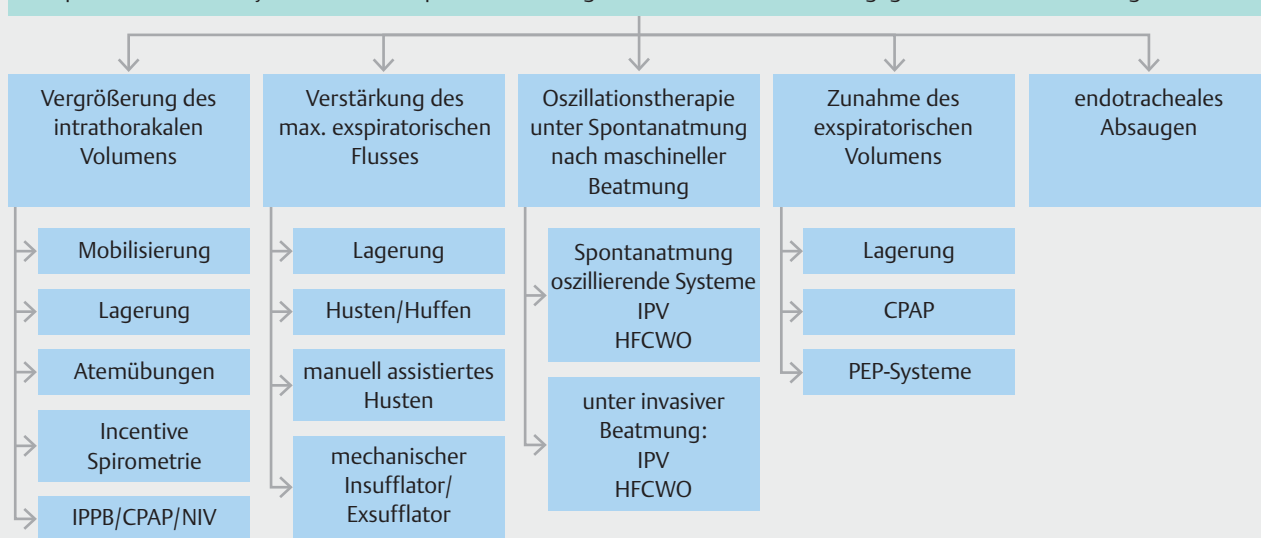 Vergrößerung des
intrathorakalen
Volumens
Mobilisierung
Lagerung
Atemübungen
Incentive
Spirometrie
IPPB/CPAP/NIV
Verstärkung des
max. exspiratorischen
Flusses
Lagerung
Husten/Huffen
manuell assistiertes
Husten
mechanischer
Insufflator/
Exsufflator
Oszillationstherapie
unter Spontanatmung
nach maschineller
Beatmung
Spontanatmung
oszillierende Systeme
IPV
HFCWO
unter invasiver
Beatmung:
IPV
HFCWO
Zunahme des
exspiratorischen
Volumens
Lagerung
CPAP
PEP-Systeme
endotracheales
Absaugen